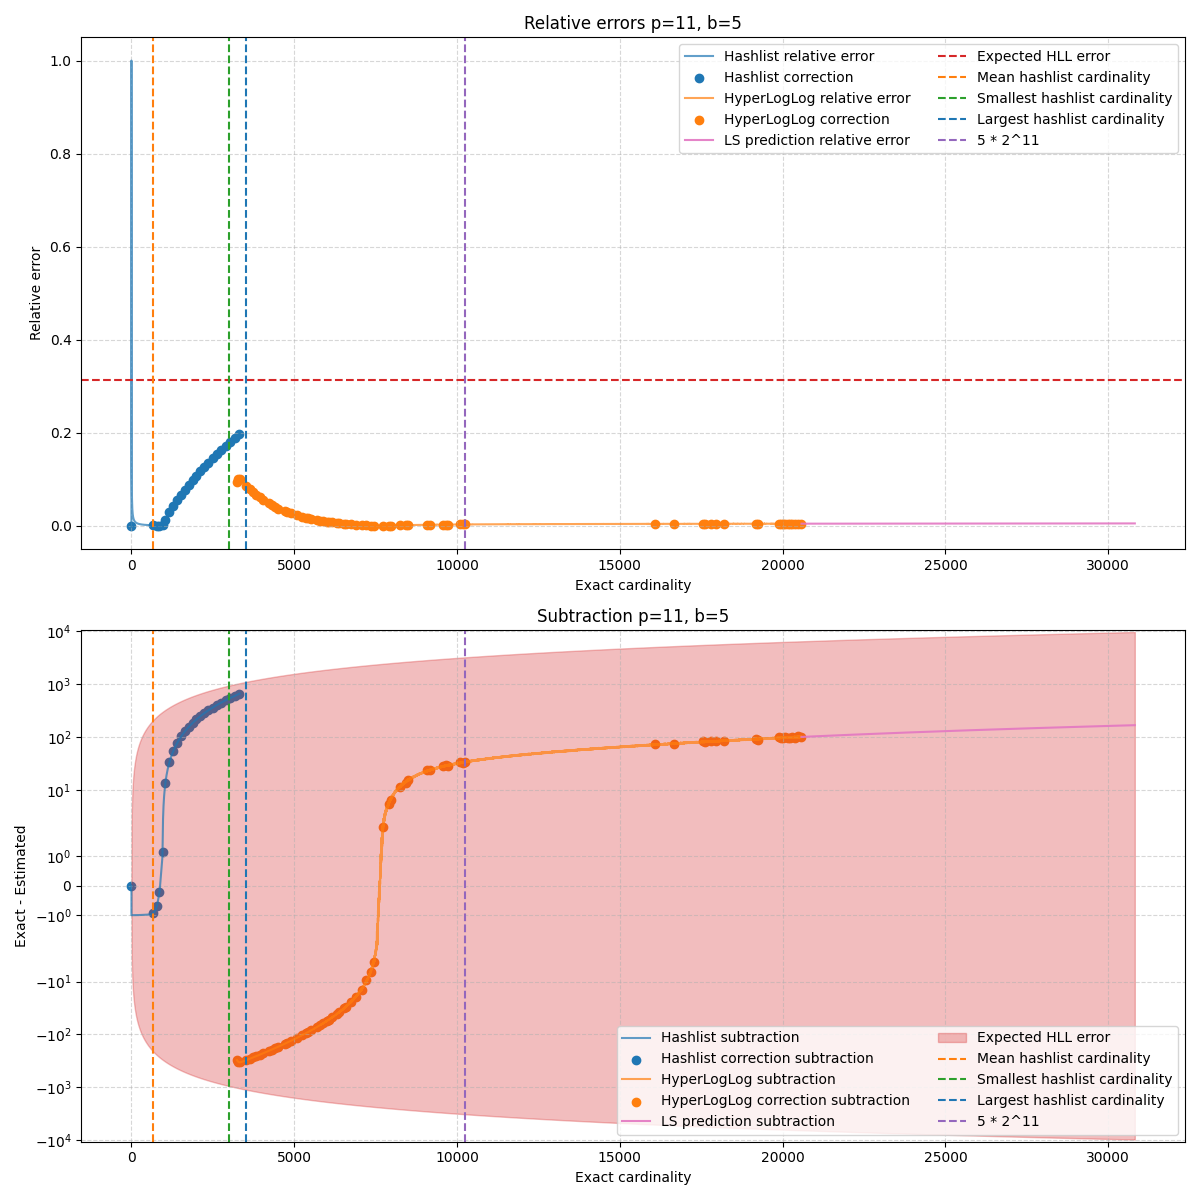 Relative errors p=11, b=5
Relative error
1.0
0.8
0.6
0.4
0.2
0.0
Hashlist relative error
Hashlist correction
HyperLogLog relative error
HyperLogLog correction
LS prediction relative error
Expected HLL error
Mean hashlist cardinality
Smallest hashlist cardinality
Largest hashlist cardinality
5 * 2^11
0 5000 10000 15000 20000 25000 30000
Exact cardinality
Subtraction p=11, b=5
Exact - Estimated
10^4
10^3
10^2
10^1
10^0
0
−10^0
−10^1
−10^2
−10^3
−10^4
Hashlist subtraction
Hashlist correction subtraction
HyperLogLog subtraction
HyperLogLog correction subtraction
LS prediction subtraction
Expected HLL error
Mean hashlist cardinality
Smallest hashlist cardinality
Largest hashlist cardinality
5 * 2^11
0 5000 10000 15000 20000 25000 30000
Exact cardinality